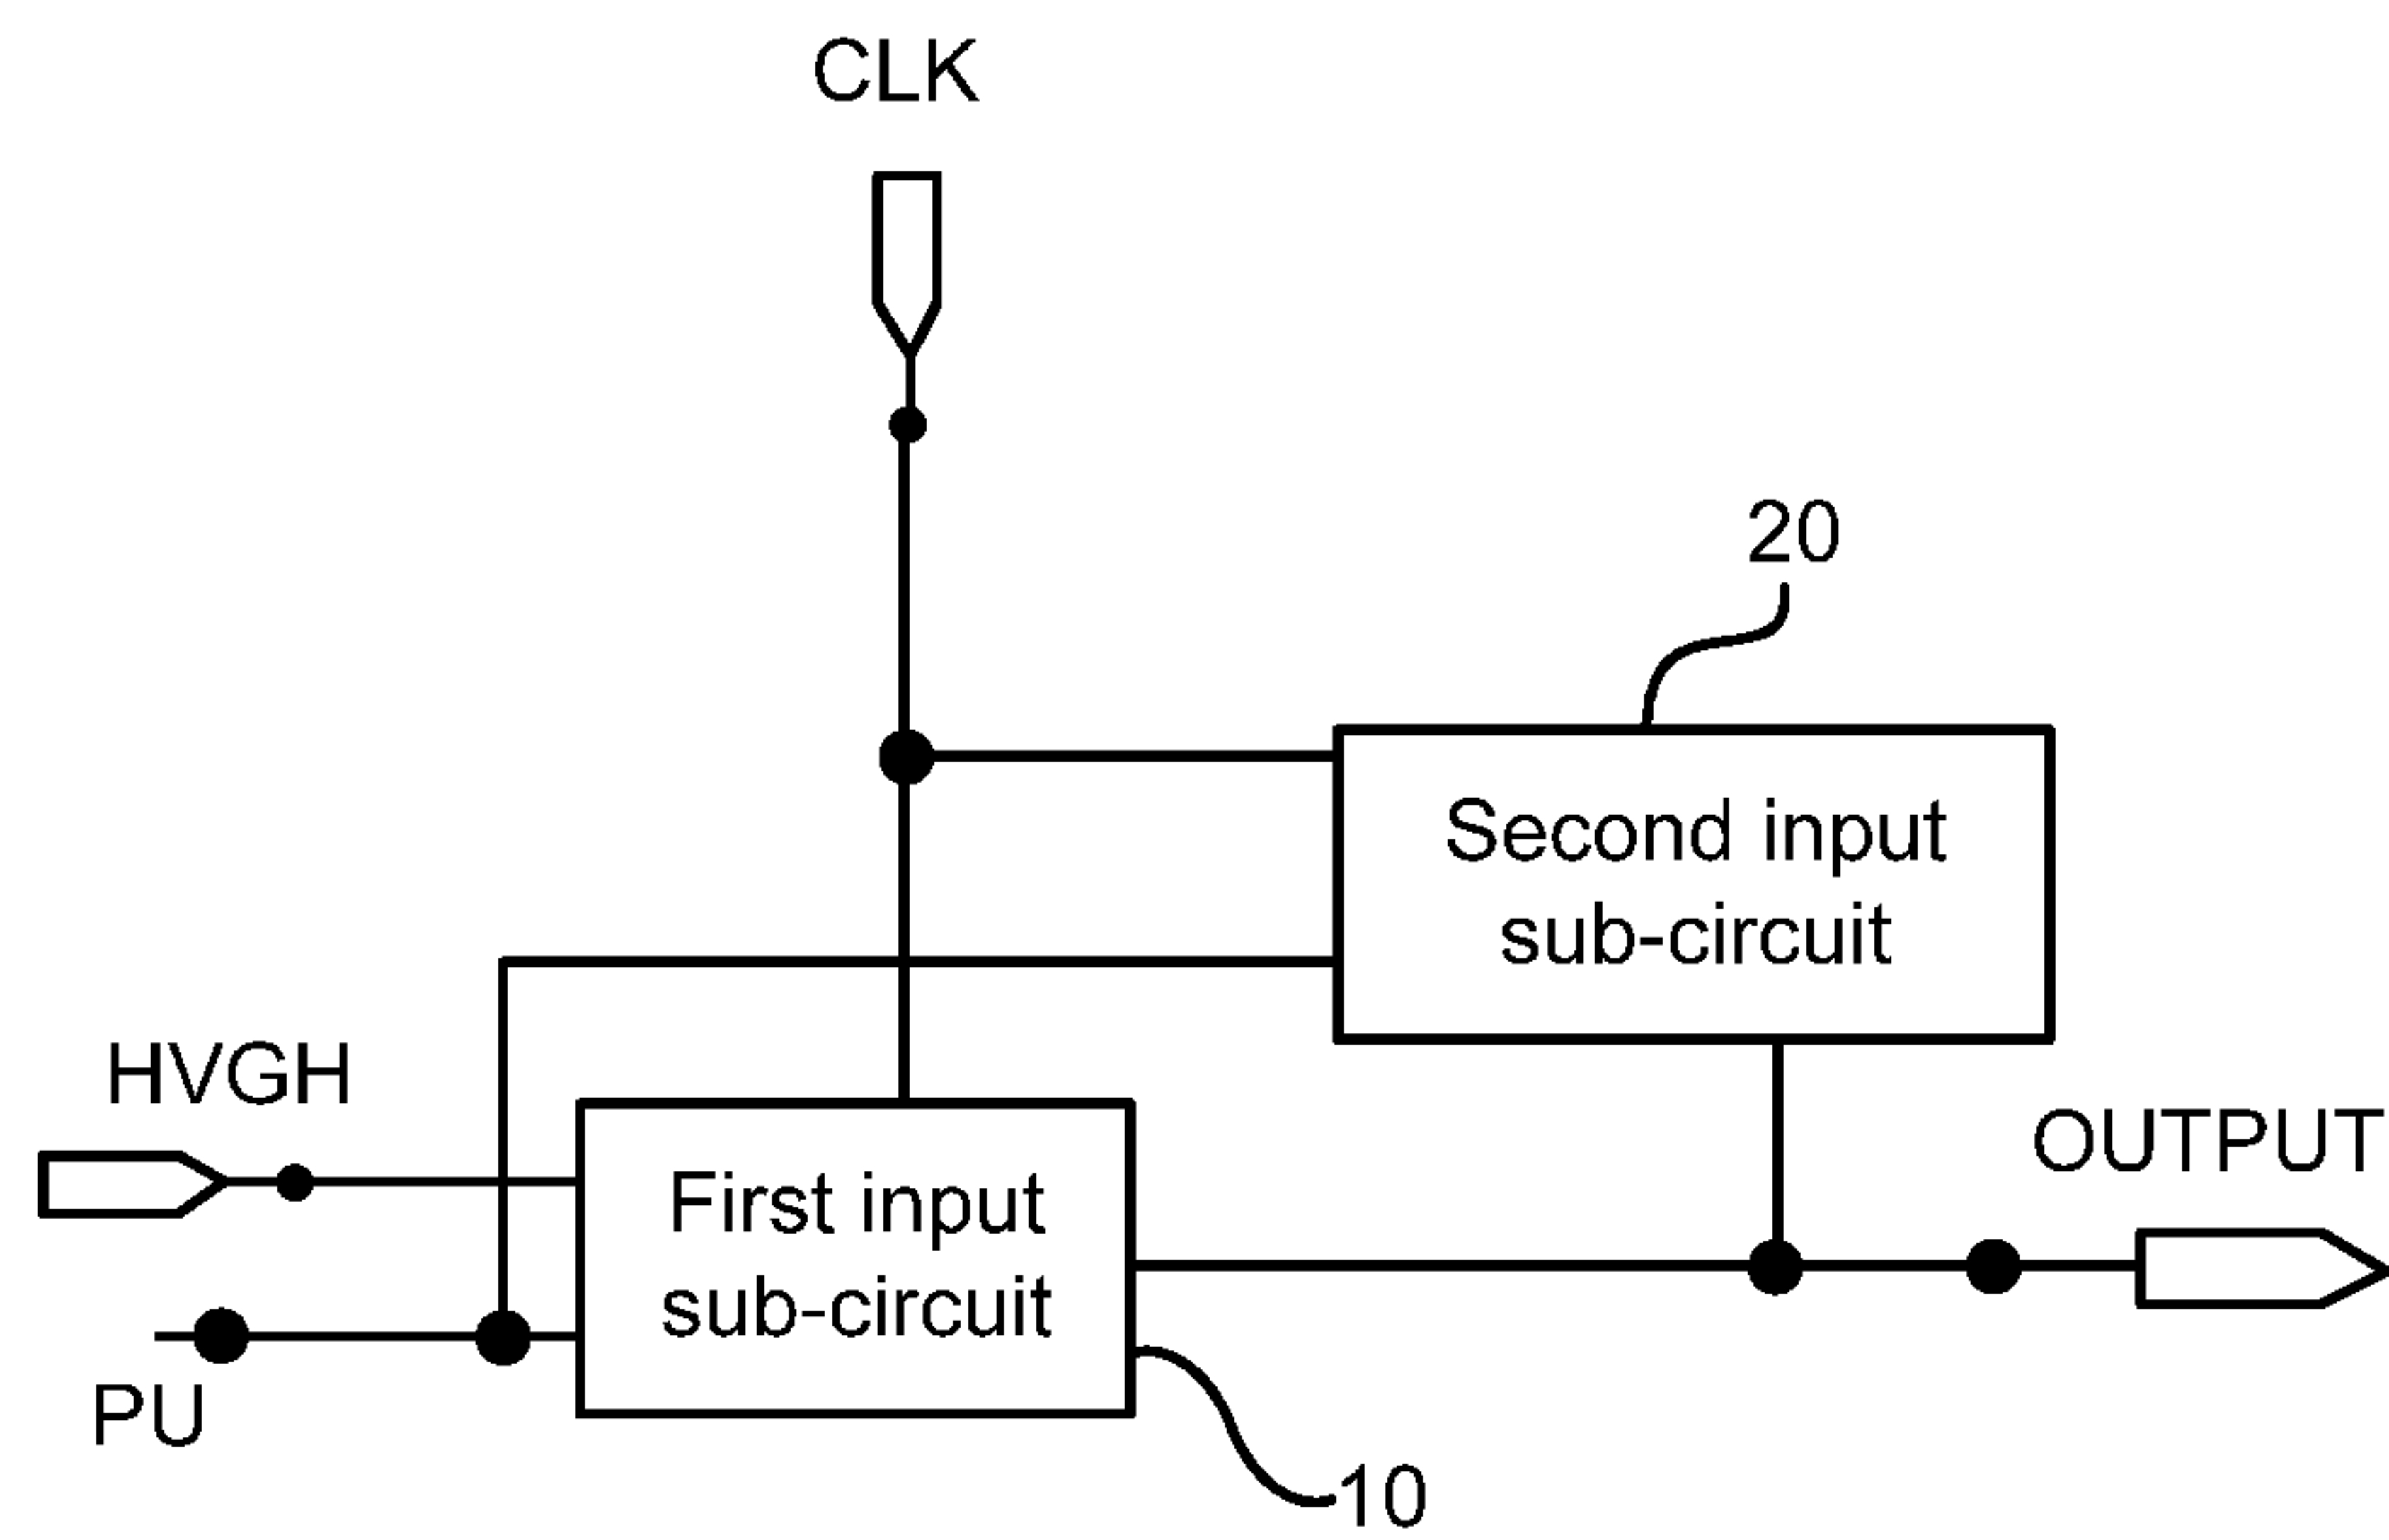 CLK
20
Second input
sub-circuit
HVGH
First input
sub-circuit
OUTPUT
PU
10